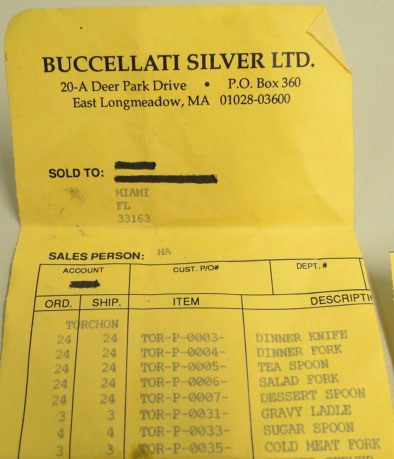 BUCCELLATI SILVER LTD.
20-A Deer Park Drive • P.O. Box 360
East Longmeadow, MA 01028-03600
SOLD TO:
MIAMI
FL
33163
SALES PERSON: HA
ACCOUNT CUST. P/O# DEPT. #
ORD. SHIP. ITEM DESCRIPTI
TORCHON
24 24 TOR-P-0003- DINNER KNIFE
24 24 TOR-P-0004- DINNER FORK
24 24 TOR-P-0005- TEA SPOON
24 24 TOR-P-0006- SALAD FORK
24 24 TOR-P-0007- DESSERT SPOON
3 3 TOR-P-0031- GRAVY LADLE
4 4 TOR-P-0033- SUGAR SPOON
3 3 TOR-P-0035- COLD MEAT FORK